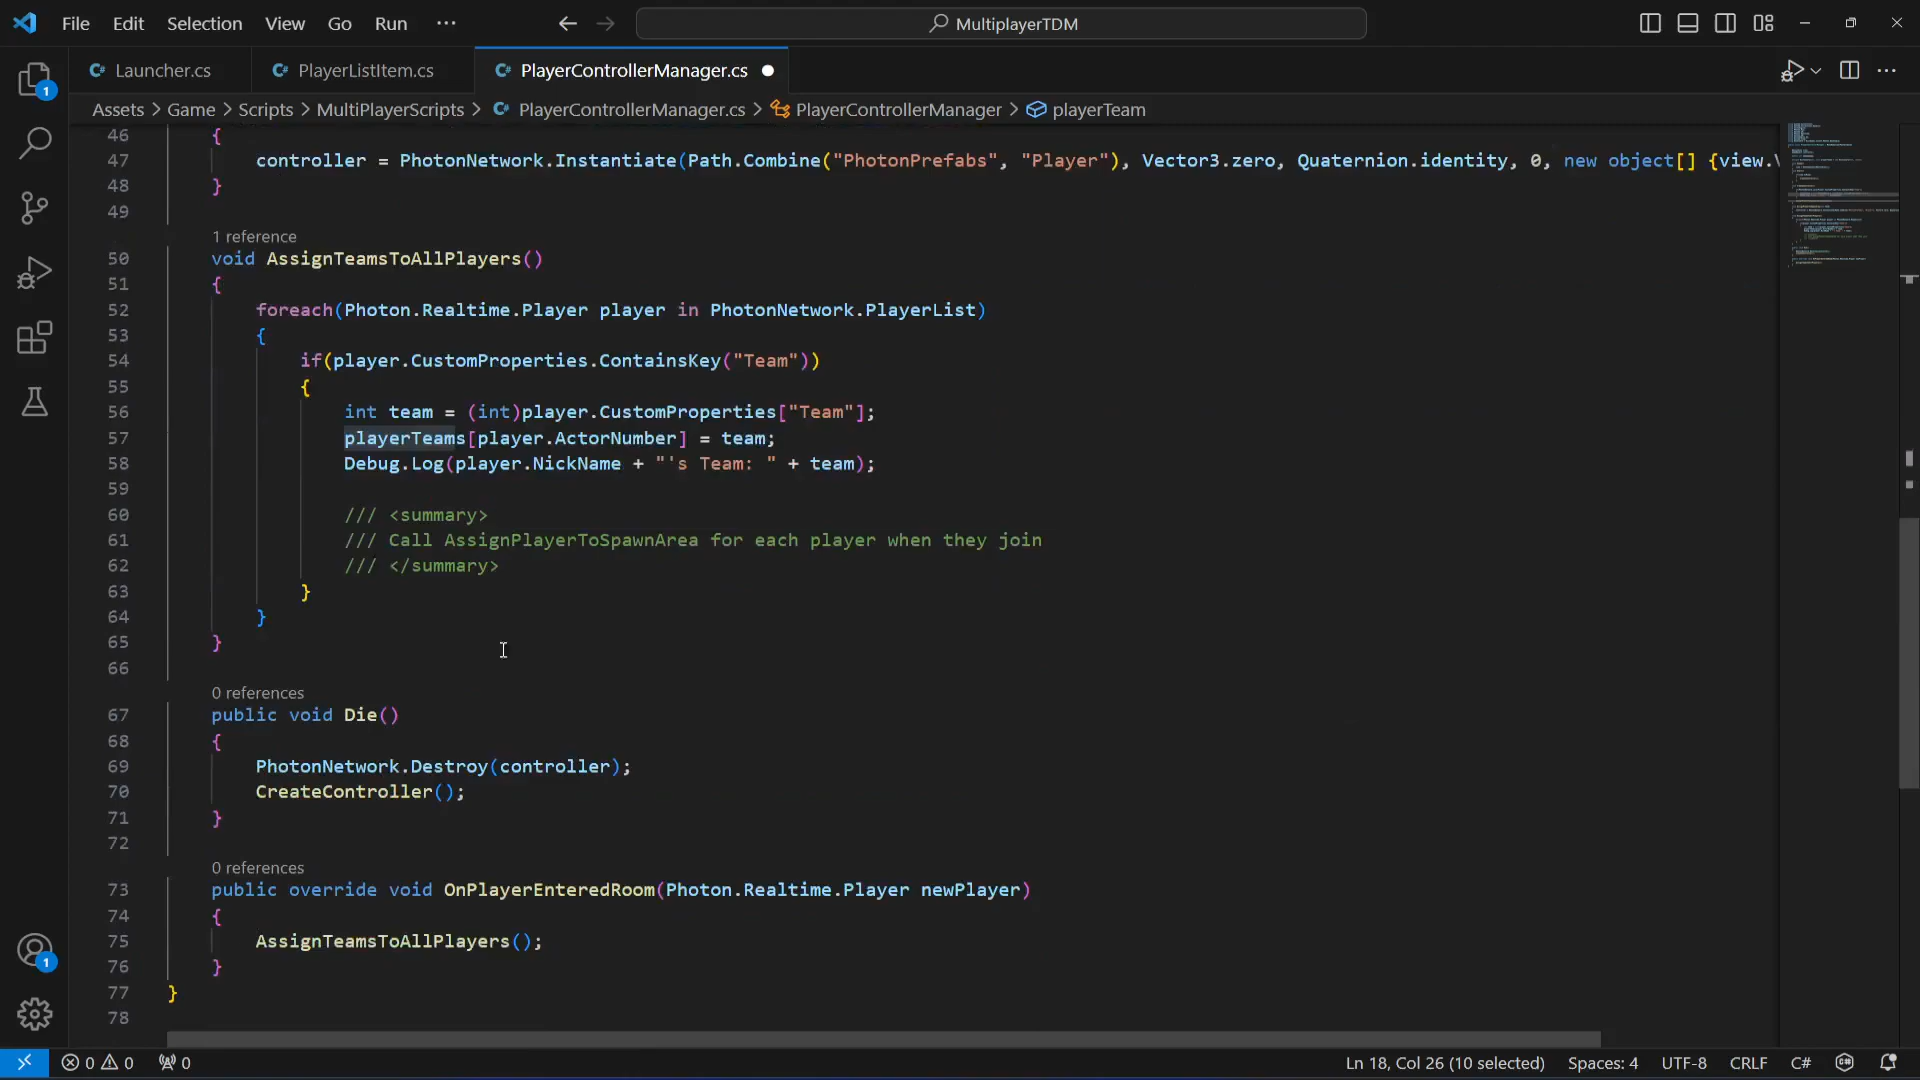 File Edit Selection View Go Run ··· MultiplayerTDM
Launcher.cs PlayerListItem.cs PlayerControllerManager.cs
Assets > Game > Scripts > MultiPlayerScripts > PlayerControllerManager.cs > PlayerControllerManager > playerTeam
46 {
47 controller = PhotonNetwork.Instantiate(Path.Combine("PhotonPrefabs", "Player"), Vector3.zero, Quaternion.identity, 0, new object[] {view.
48 }
49
1 reference
50 void AssignTeamsToAllPlayers()
51 {
52 foreach(Photon.Realtime.Player player in PhotonNetwork.PlayerList)
53 {
54 if(player.CustomProperties.ContainsKey("Team"))
55 {
56 int team = (int)player.CustomProperties["Team"];
57 playerTeams[player.ActorNumber] = team;
58 Debug.Log(player.NickName + "'s Team: " + team);
59
60 /// <summary>
61 /// Call AssignPlayerToSpawnArea for each player when they join
62 /// </summary>
63 }
64 }
65 }
66
0 references
67 public void Die()
68 {
69 PhotonNetwork.Destroy(controller);
70 CreateController();
71 }
72
0 references
73 public override void OnPlayerEnteredRoom(Photon.Realtime.Player newPlayer)
74 {
75 AssignTeamsToAllPlayers();
76 }
77 }
78
1
1
0 0 0 Ln 18, Col 26 (10 selected) Spaces: 4 UTF-8 CRLF C#